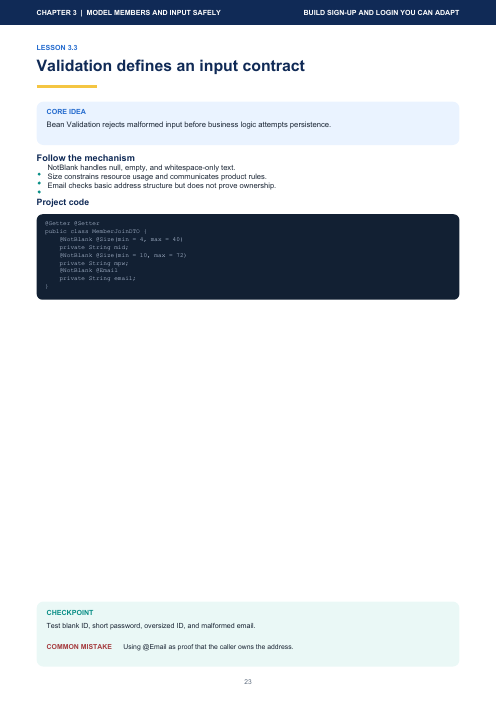 CHAPTER 3 | MODEL MEMBERS AND INPUT SAFELY
BUILD SIGN-UP AND LOGIN YOU CAN ADAPT
LESSON 3.3
Validation defines an input contract
CORE IDEA
Bean Validation rejects malformed input before business logic attempts persistence.
Follow the mechanism
NotBlank handles null, empty, and whitespace-only text.
• Size constrains resource usage and communicates product rules.
• Email checks basic address structure but does not prove ownership.
•
Project code
@Getter @Setter
public class MemberJoinDTO {
    @NotBlank @Size(min = 4, max = 40)
    private String mid;
    @NotBlank @Size(min = 10, max = 72)
    private String mpw;
    @NotBlank @Email
    private String email;
}
CHECKPOINT
Test blank ID, short password, oversized ID, and malformed email.
COMMON MISTAKE Using @Email as proof that the caller owns the address.
23